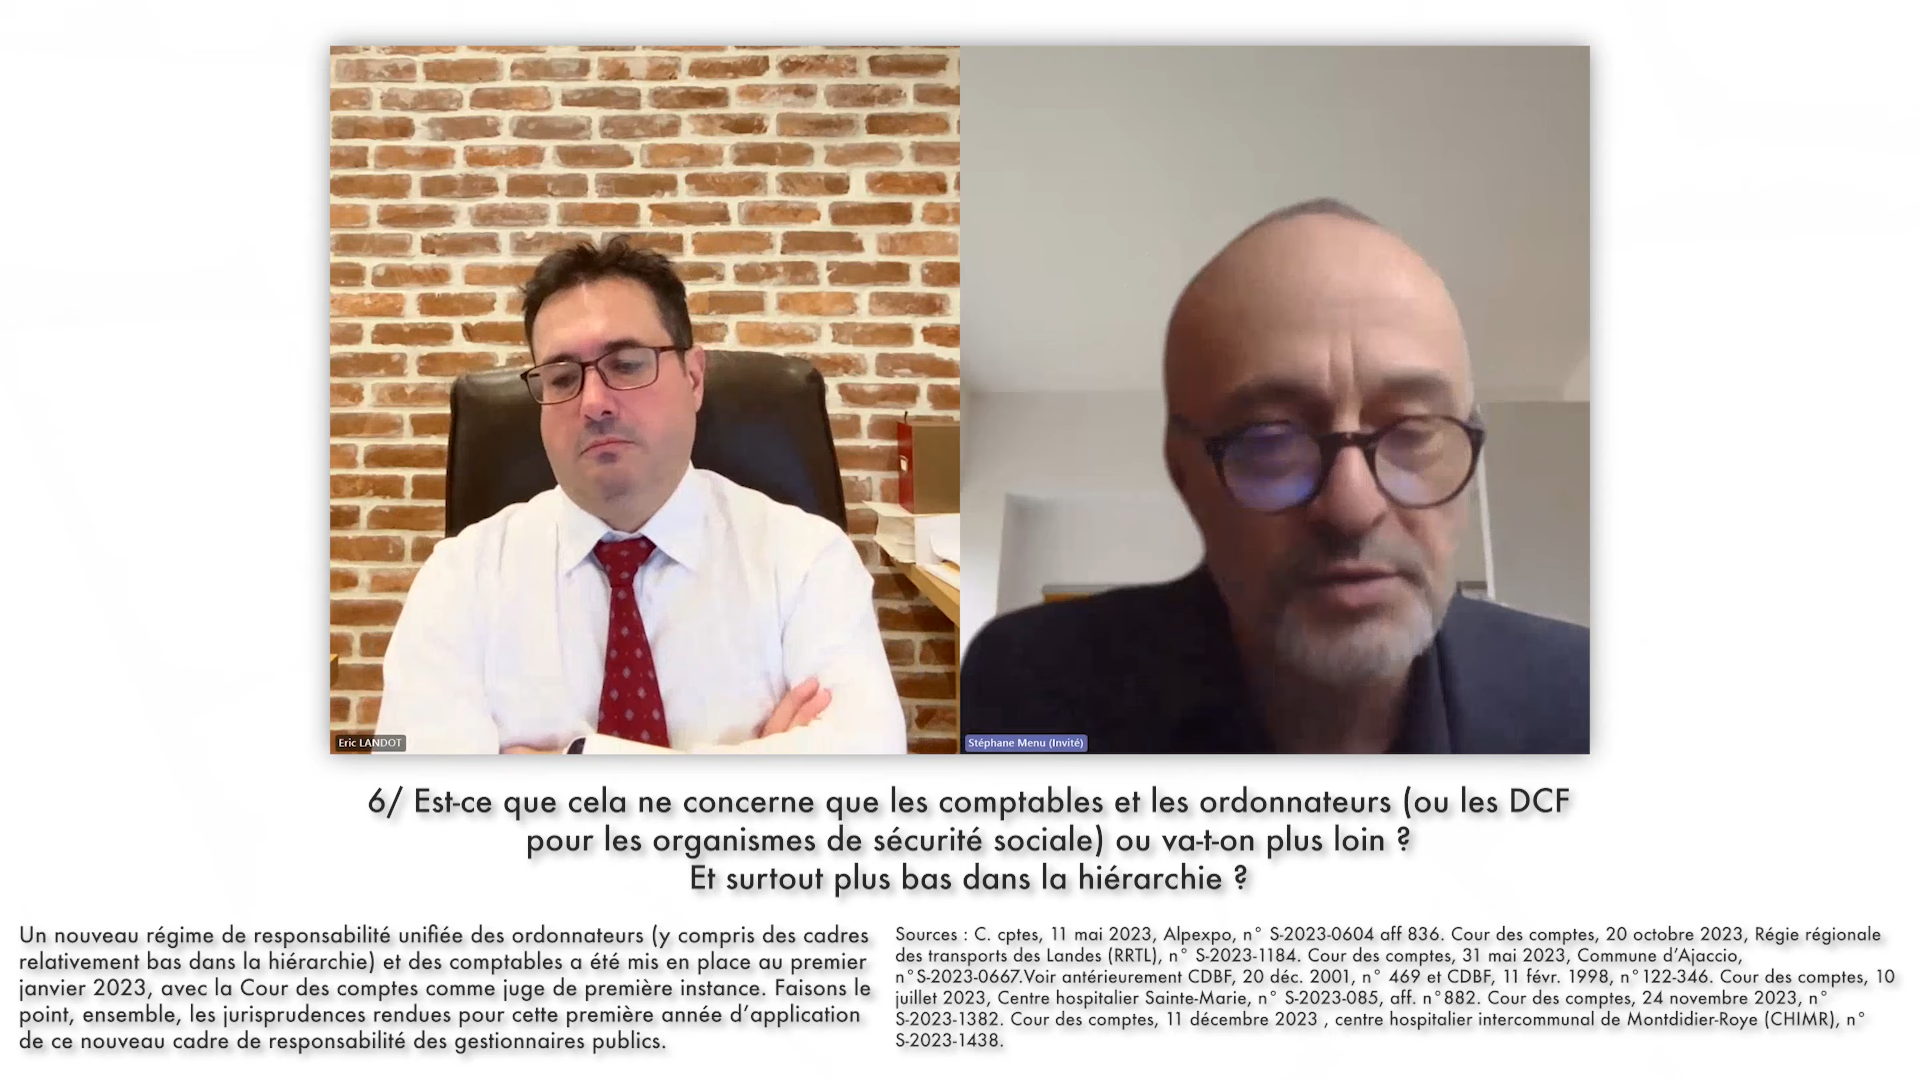 Eric LANDOT
Stéphane Menu (Invité)
6/ Est-ce que cela ne concerne que les comptables et les ordonnateurs (ou les DCF
pour les organismes de sécurité sociale) ou va-t-on plus loin ?
Et surtout plus bas dans la hiérarchie ?
Un nouveau régime de responsabilité unifiée des ordonnateurs (y compris des cadres
relativement bas dans la hiérarchie) et des comptables a été mis en place au premier
janvier 2023, avec la Cour des comptes comme juge de première instance. Faisons le
point, ensemble, les jurisprudences rendues pour cette première année d’application
de ce nouveau cadre de responsabilité des gestionnaires publics.
Sources : C. cptes, 11 mai 2023, Alpexpo, n° S-2023-0604 aff 836. Cour des comptes, 20 octobre 2023, Régie régionale
des transports des Landes (RRTL), n° S-2023-1184. Cour des comptes, 31 mai 2023, Commune d’Ajaccio,
n°S-2023-0667.Voir antérieurement CDBF, 20 déc. 2001, n° 469 et CDBF, 11 févr. 1998, n°122-346. Cour des comptes, 10
juillet 2023, Centre hospitalier Sainte-Marie, n° S-2023-085, aff. n°882. Cour des comptes, 24 novembre 2023, n°
S-2023-1382. Cour des comptes, 11 décembre 2023 , centre hospitalier intercommunal de Montdidier-Roye (CHIMR), n°
S-2023-1438.